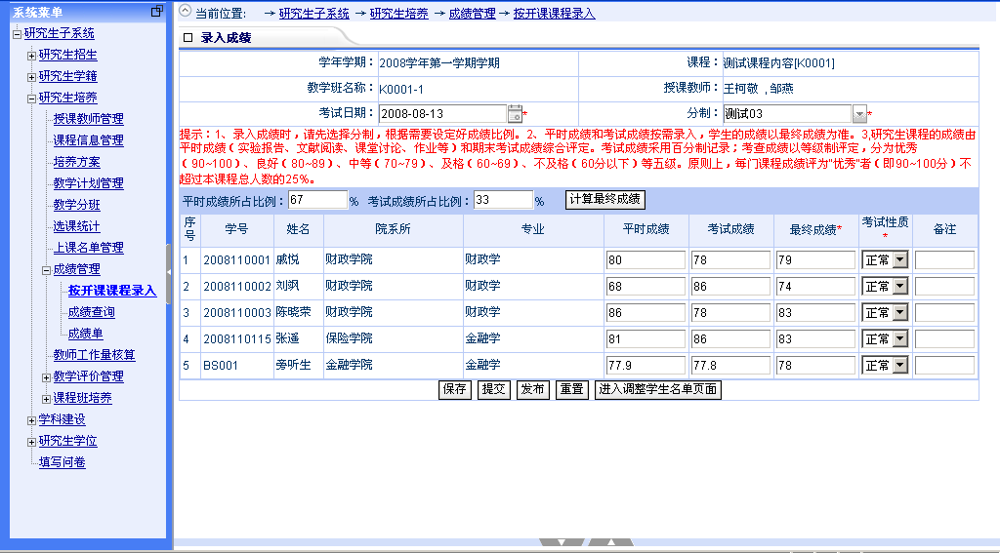 系统菜单
研究生子系统
研究生招生
研究生学籍
研究生培养
授课教师管理
课程信息管理
培养方案
教学计划管理
教学分班
选课统计
上课名单管理
成绩管理
按开课课程录入
成绩查询
成绩单
教师工作量核算
教学评价管理
课程班培养
学科建设
研究生学位
填写问卷
当前位置: →研究生子系统 →研究生培养 →成绩管理→按开课课程录入
录入成绩
学年学期: 2008学年第一学期学期 课程: 测试课程内容[K0001]
教学班名称: K0001-1 授课教师: 王柯敬 ,邹燕
考试日期: 2008-08-13 * 分制: 测试03 *
提示:1、录入成绩时,请先选择分制,根据需要设定好成绩比例。2、平时成绩和考试成绩按需录入,学生的成绩以最终成绩为准。3,研究生课程的成绩由
平时成绩(实验报告、文献阅读、课堂讨论、作业等)和期末考试成绩综合评定。考试成绩采用百分制记录;考查成绩以等级制评定,分为优秀
(90~100)、良好(80~89)、中等(70~79)、及格(60~69)、不及格(60分以下)等五级。原则上,每门课程成绩评为"优秀"者(即90~100分)不
超过本课程总人数的25%。
平时成绩所占比例: 67 % 考试成绩所占比例: 33 % 计算最终成绩
序号 学号 姓名 院系所 专业 平时成绩 考试成绩 最终成绩* 考试性质* 备注
1 2008110001 戚悦 财政学院 财政学 80 78 79 正常
2 2008110002 刘飒 财政学院 财政学 68 86 74 正常
3 2008110003 陈晓荣 财政学院 财政学 86 78 83 正常
4 2008110115 张遥 保险学院 金融学 81 86 83 正常
5 BS001 旁听生 金融学院 金融学 77.9 77.8 78 正常
保存 提交 发布 重置 进入调整学生名单页面